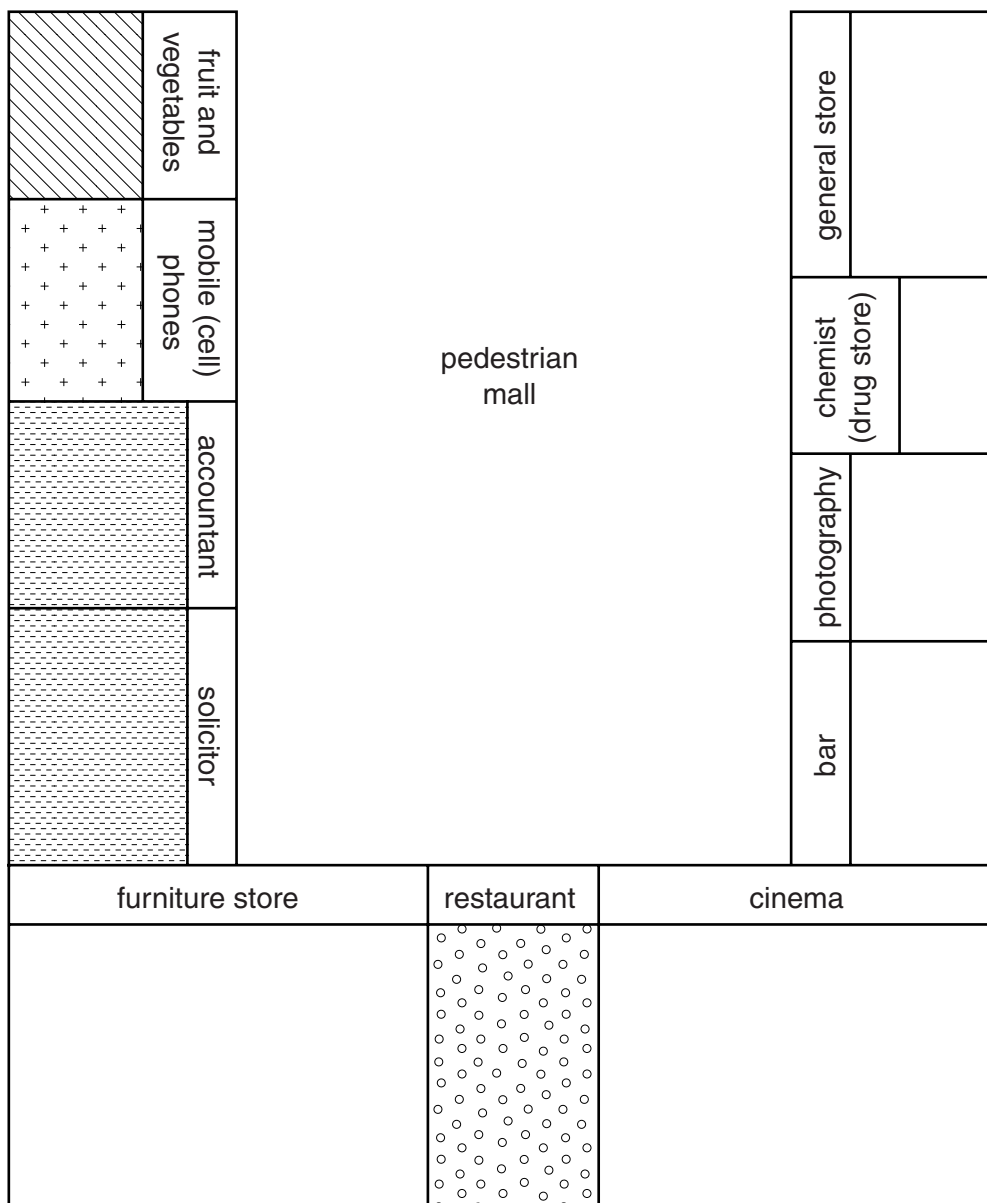 fruit and
vegetables
mobile (cell)
phones
accountant
solicitor
pedestrian
mall
general store
chemist
(drug store)
photography
bar
furniture store
restaurant
cinema